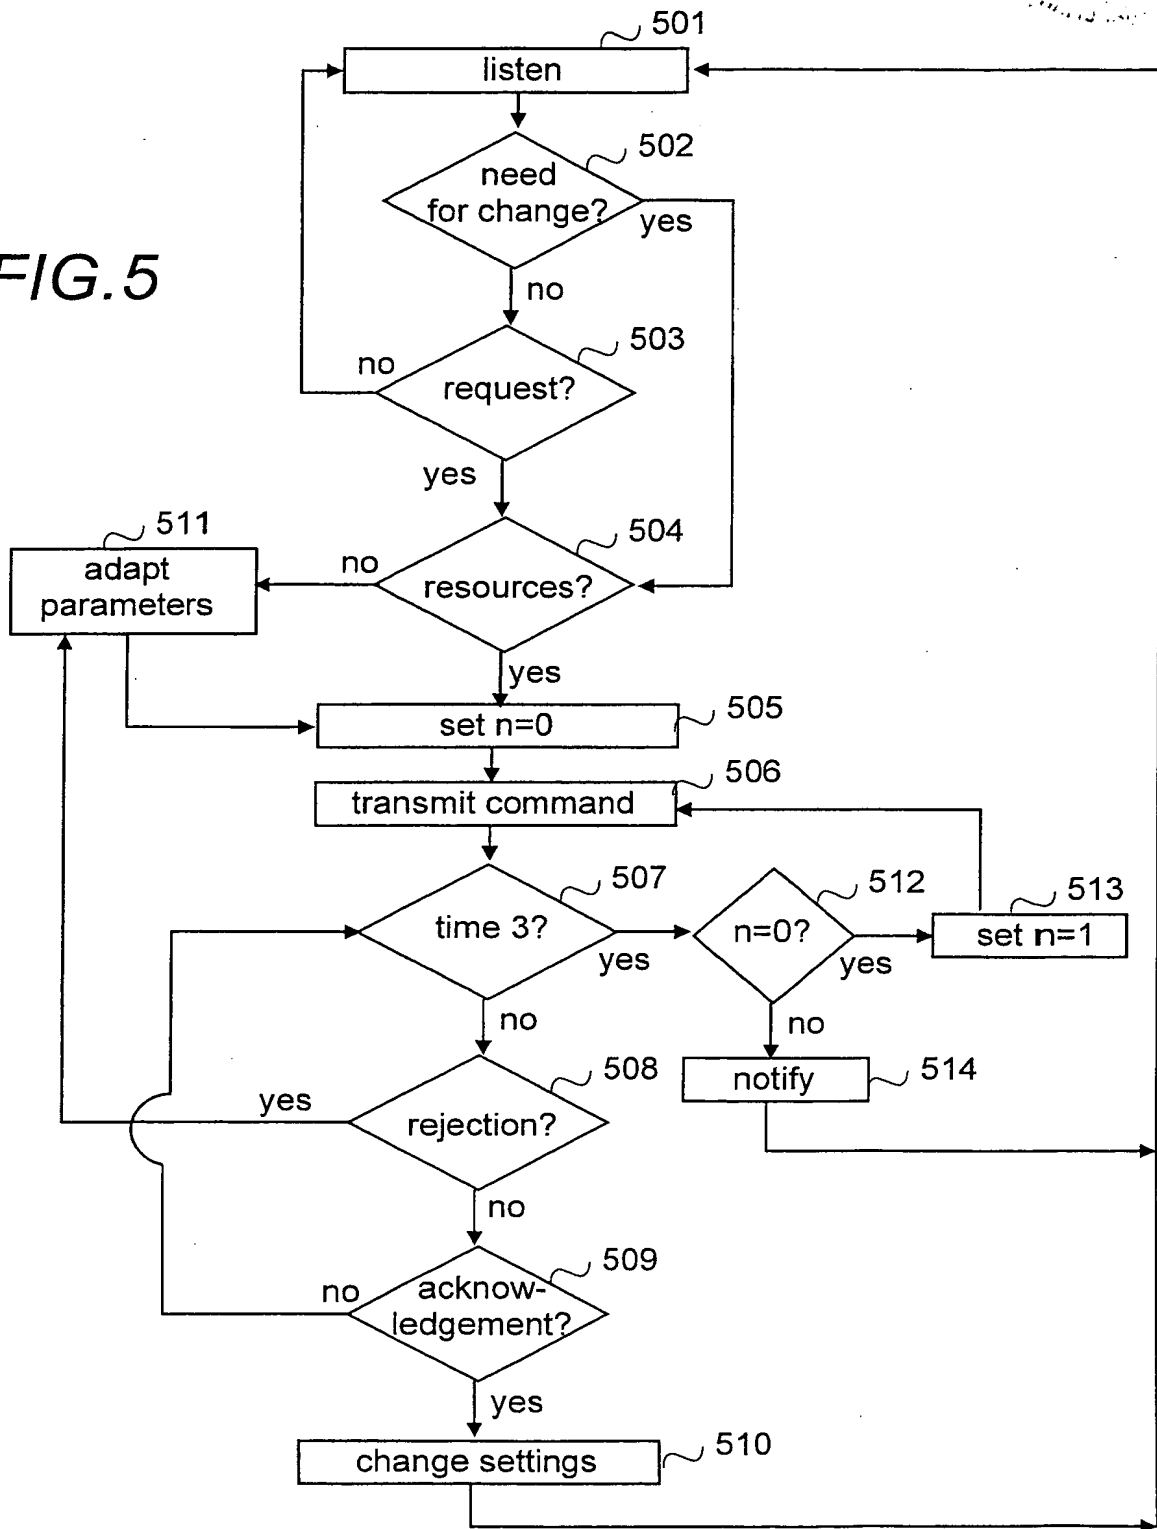 501
listen
502
need
for change?
yes
FIG.5
no
503
no
request?
yes
511
504
adapt
parameters
no
resources?
yes
505
set n=0
506
transmit command
507
512
513
time 3?
n=0?
set n=1
yes
yes
no
no
508
notify
514
yes
rejection?
no
509
no
acknow-
ledgement?
yes
510
change settings